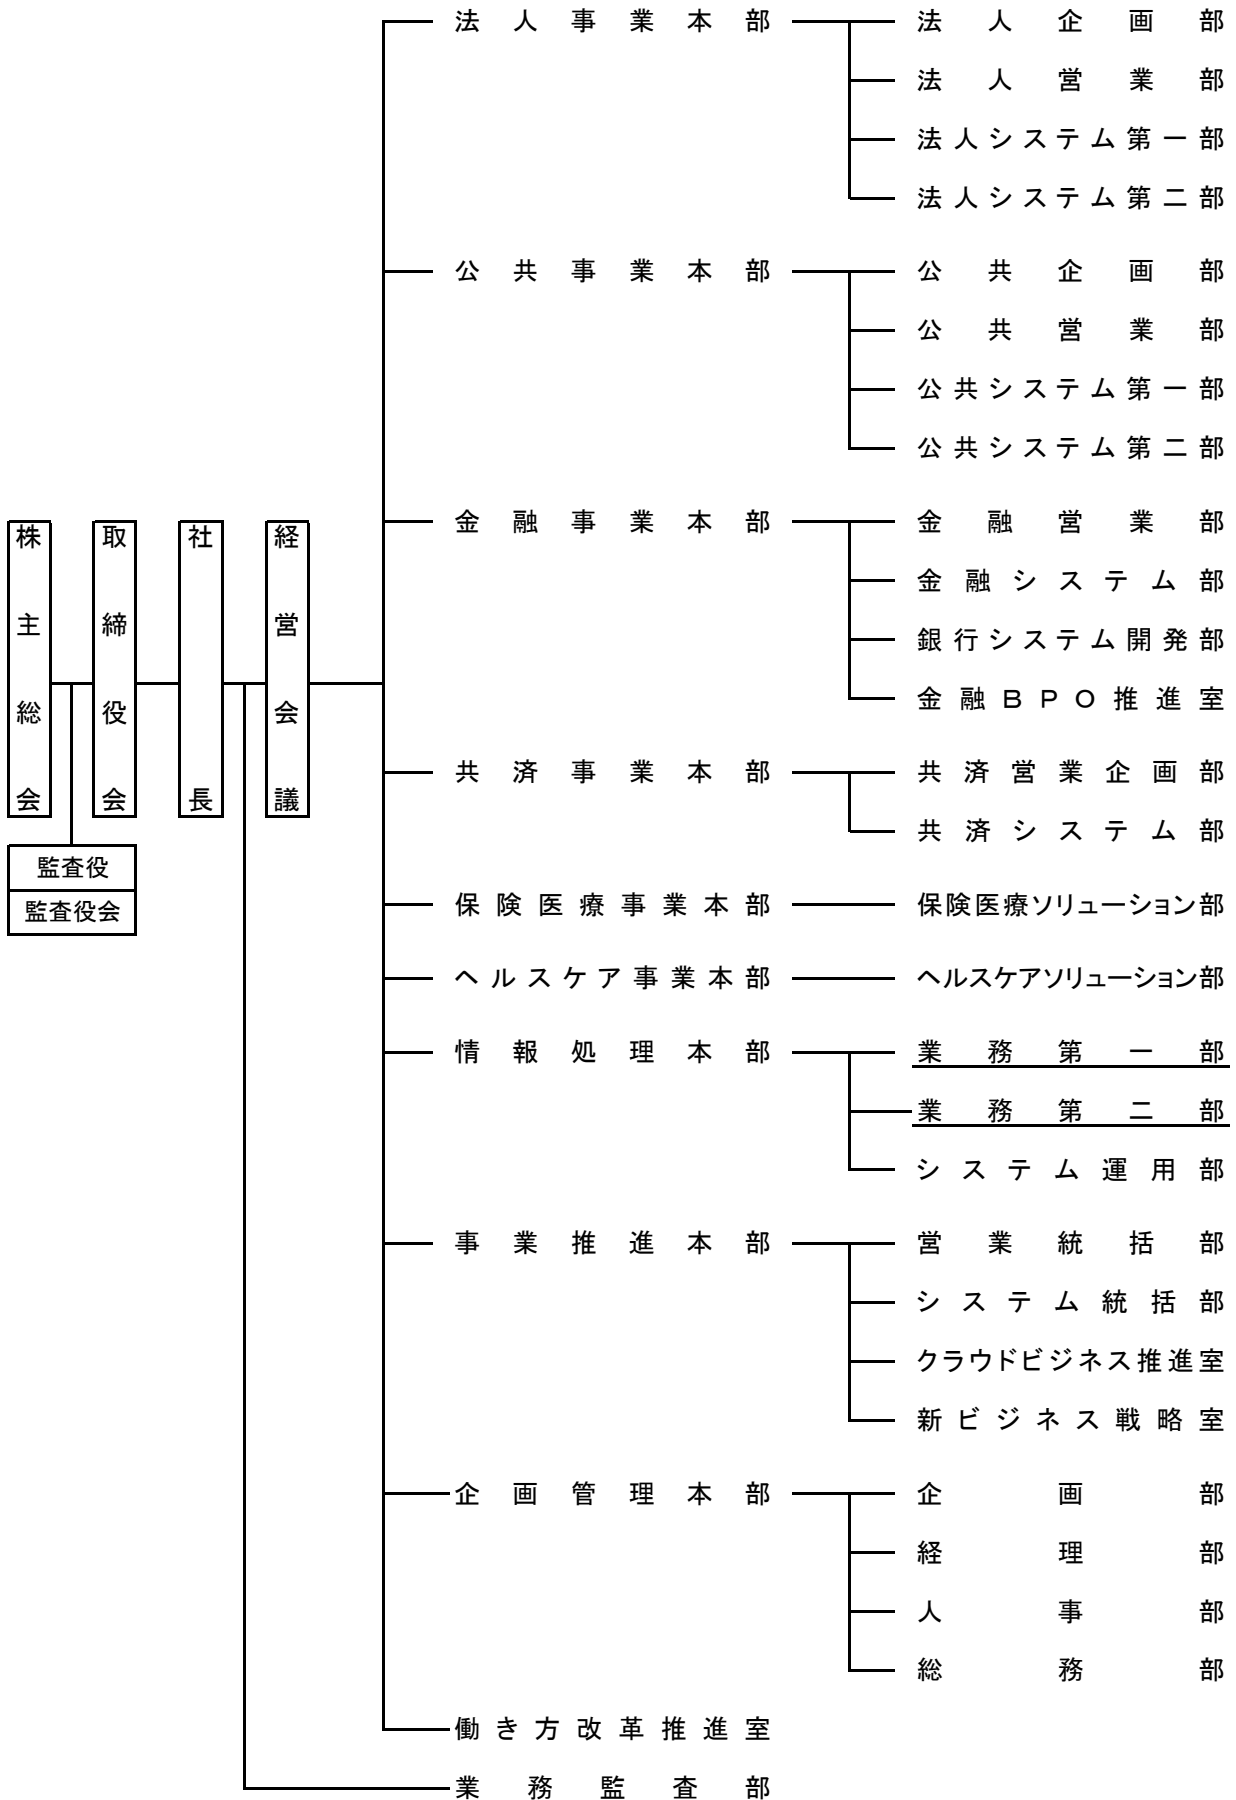 株主総会
取締役会
社長
経営会議
監査役
監査役会
法人事業本部
法人企画部
法人営業部
法人システム第一部
法人システム第二部
公共事業本部
公共企画部
公共営業部
公共システム第一部
公共システム第二部
金融事業本部
金融営業部
金融システム部
銀行システム開発部
金融ＢＰＯ推進室
共済事業本部
共済営業企画部
共済システム部
保険医療事業本部
保険医療ソリューション部
ヘルスケア事業本部
ヘルスケアソリューション部
情報処理本部
業務第一部
業務第二部
システム運用部
事業推進本部
営業統括部
システム統括部
クラウドビジネス推進室
新ビジネス戦略室
企画管理本部
企画部
経理部
人事部
総務部
働き方改革推進室
業務監査部